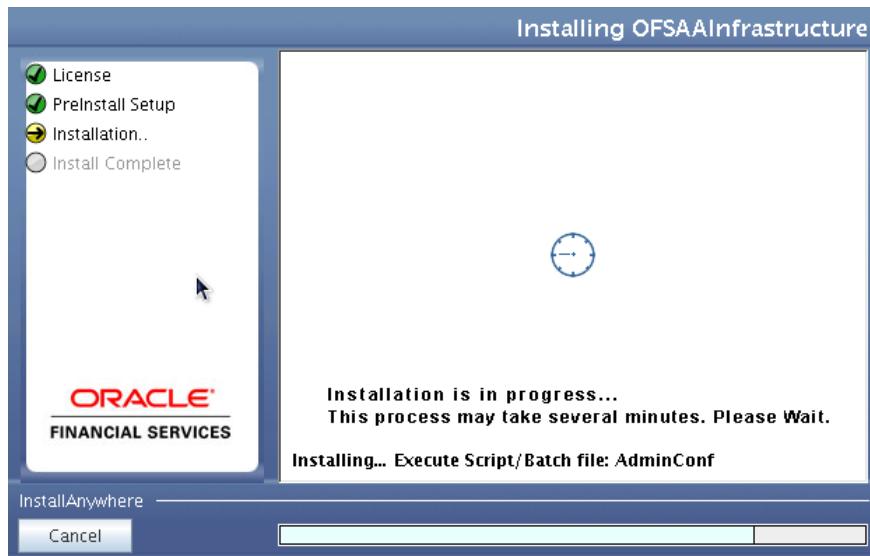 Installing OFSAAInfrastructure
License
PreInstall Setup
Installation..
Install Complete
ORACLE
FINANCIAL SERVICES
Installation is in progress...
This process may take several minutes. Please Wait.
Installing... Execute Script/Batch file: AdminConf
InstallAnywhere
Cancel